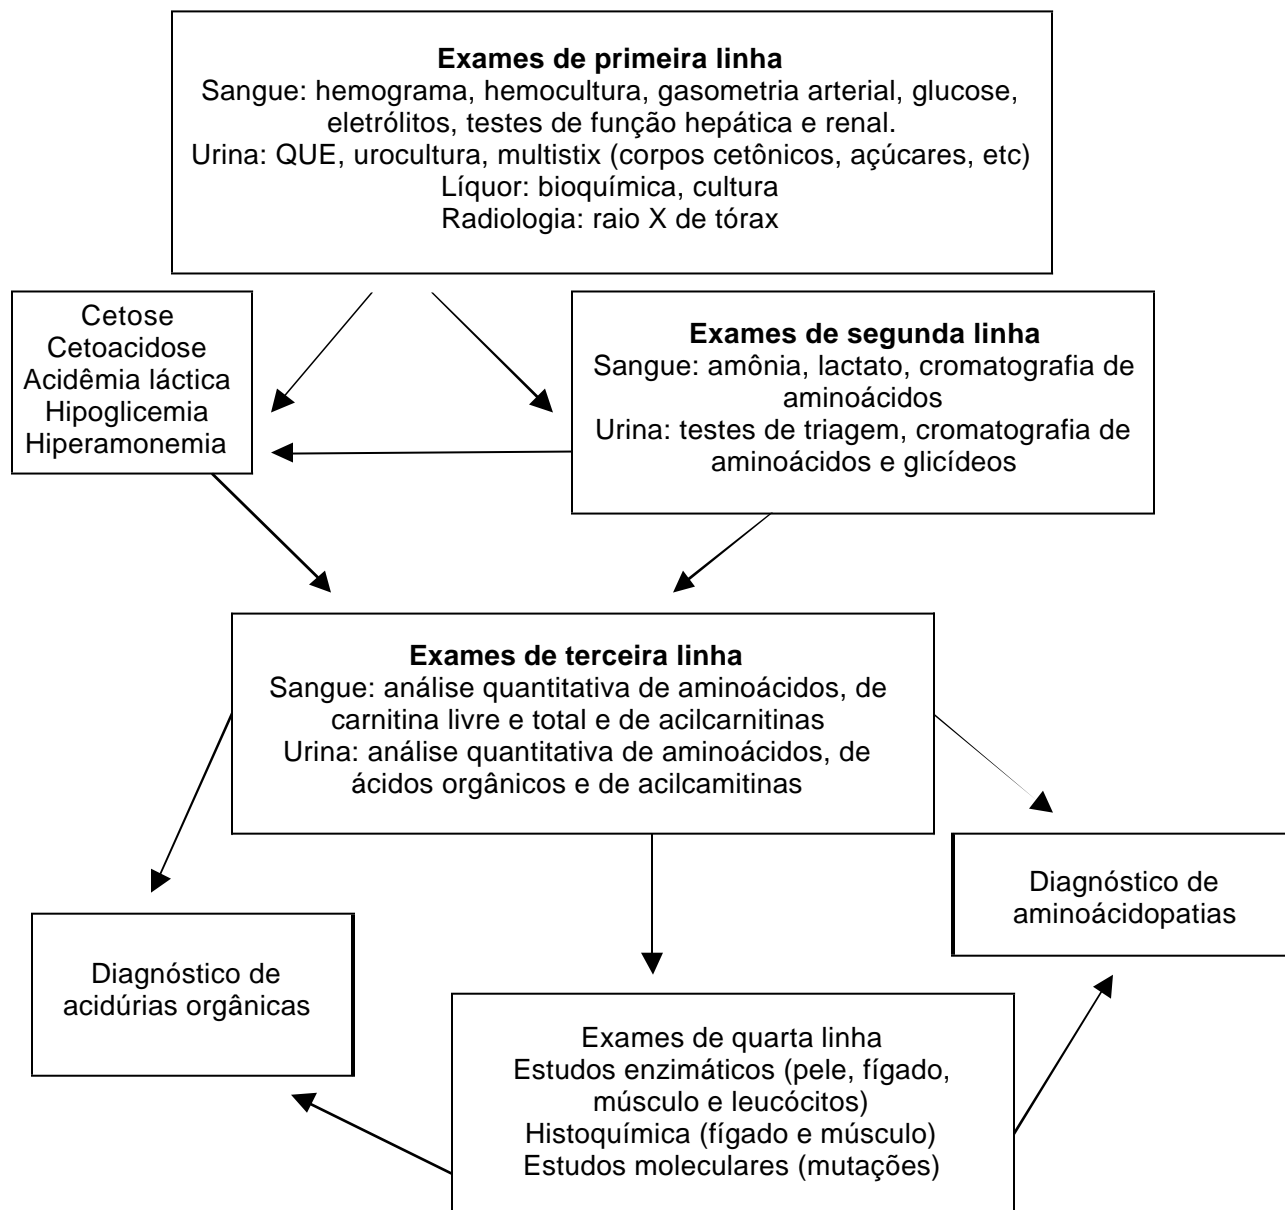 Exames de primeira linha
Sangue: hemograma, hemocultura, gasometria arterial, glucose,
eletrólitos, testes de função hepática e renal.
Urina: QUE, urocultura, multistix (corpos cetônicos, açúcares, etc)
Líquor: bioquímica, cultura
Radiologia: raio X de tórax
Cetose
Cetoacidose
Acidêmia láctica
Hipoglicemia
Hiperamonemia
Exames de segunda linha
Sangue: amônia, lactato, cromatografia de
aminoácidos
Urina: testes de triagem, cromatografia de
aminoácidos e glicídeos
Exames de terceira linha
Sangue: análise quantitativa de aminoácidos, de
carnitina livre e total e de acilcarnitinas
Urina: análise quantitativa de aminoácidos, de
ácidos orgânicos e de acilcamitinas
Diagnóstico de
aminoácidopatias
Diagnóstico de
acidúrias orgânicas
Exames de quarta linha
Estudos enzimáticos (pele, fígado,
músculo e leucócitos)
Histoquímica (fígado e músculo)
Estudos moleculares (mutações)